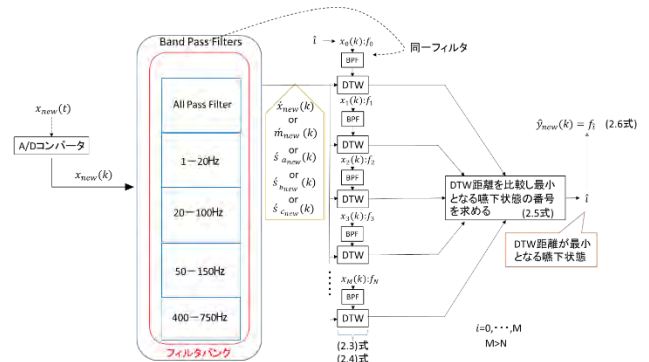 Band Pass Filters
All Pass Filter
1－20Hz
20－100Hz
50－150Hz
400－750Hz
フィルタバンク
x_new(t)
A/Dコンバータ
x_new(k)
ẋ_new(k)
or
ṁ_new(k)
or
ṡ_a_new(k)
or
ṡ_b_new(k)
or
ṡ_c_new(k)
î
x_0(k):f_0
BPF
DTW
x_1(k):f_1
BPF
DTW
x_2(k):f_2
BPF
DTW
x_3(k):f_3
BPF
DTW
x_M(k):f_N
BPF
DTW
(2.3)式
(2.4)式
同一フィルタ
DTW距離を比較し最小
となる嚥下状態の番号
を求める
(2.5式)
ŷ_new(k) = f_î (2.6式)
î
DTW距離が最小
となる嚥下状態
i=0,・・・,M
M>N